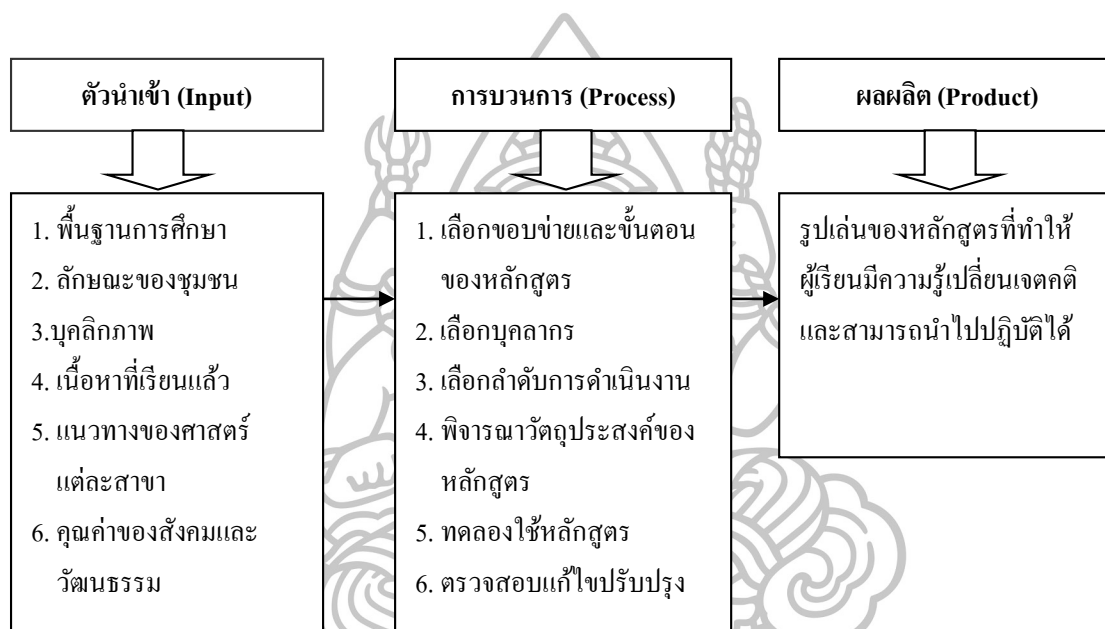 ตัวนำเข้า (Input)
การบวนการ (Process)
ผลผลิต (Product)
1. พื้นฐานการศึกษา
2. ลักษณะของชุมชน
3.บุคลิกภาพ
4. เนื้อหาที่เรียนแล้ว
5. แนวทางของศาสตร์
แต่ละสาขา
6. คุณค่าของสังคมและ
วัฒนธรรม
1. เลือกขอบข่ายและขั้นตอน
ของหลักสูตร
2. เลือกบุคลากร
3. เลือกลำดับการดำเนินงาน
4. พิจารณาวัตถุประสงค์ของ
หลักสูตร
5. ทดลองใช้หลักสูตร
6. ตรวจสอบแก้ไขปรับปรุง
รูปเล่นของหลักสูตรที่ทำให้
ผู้เรียนมีความรู้เปลี่ยนเจตคติ
และสามารถนำไปปฏิบัติได้